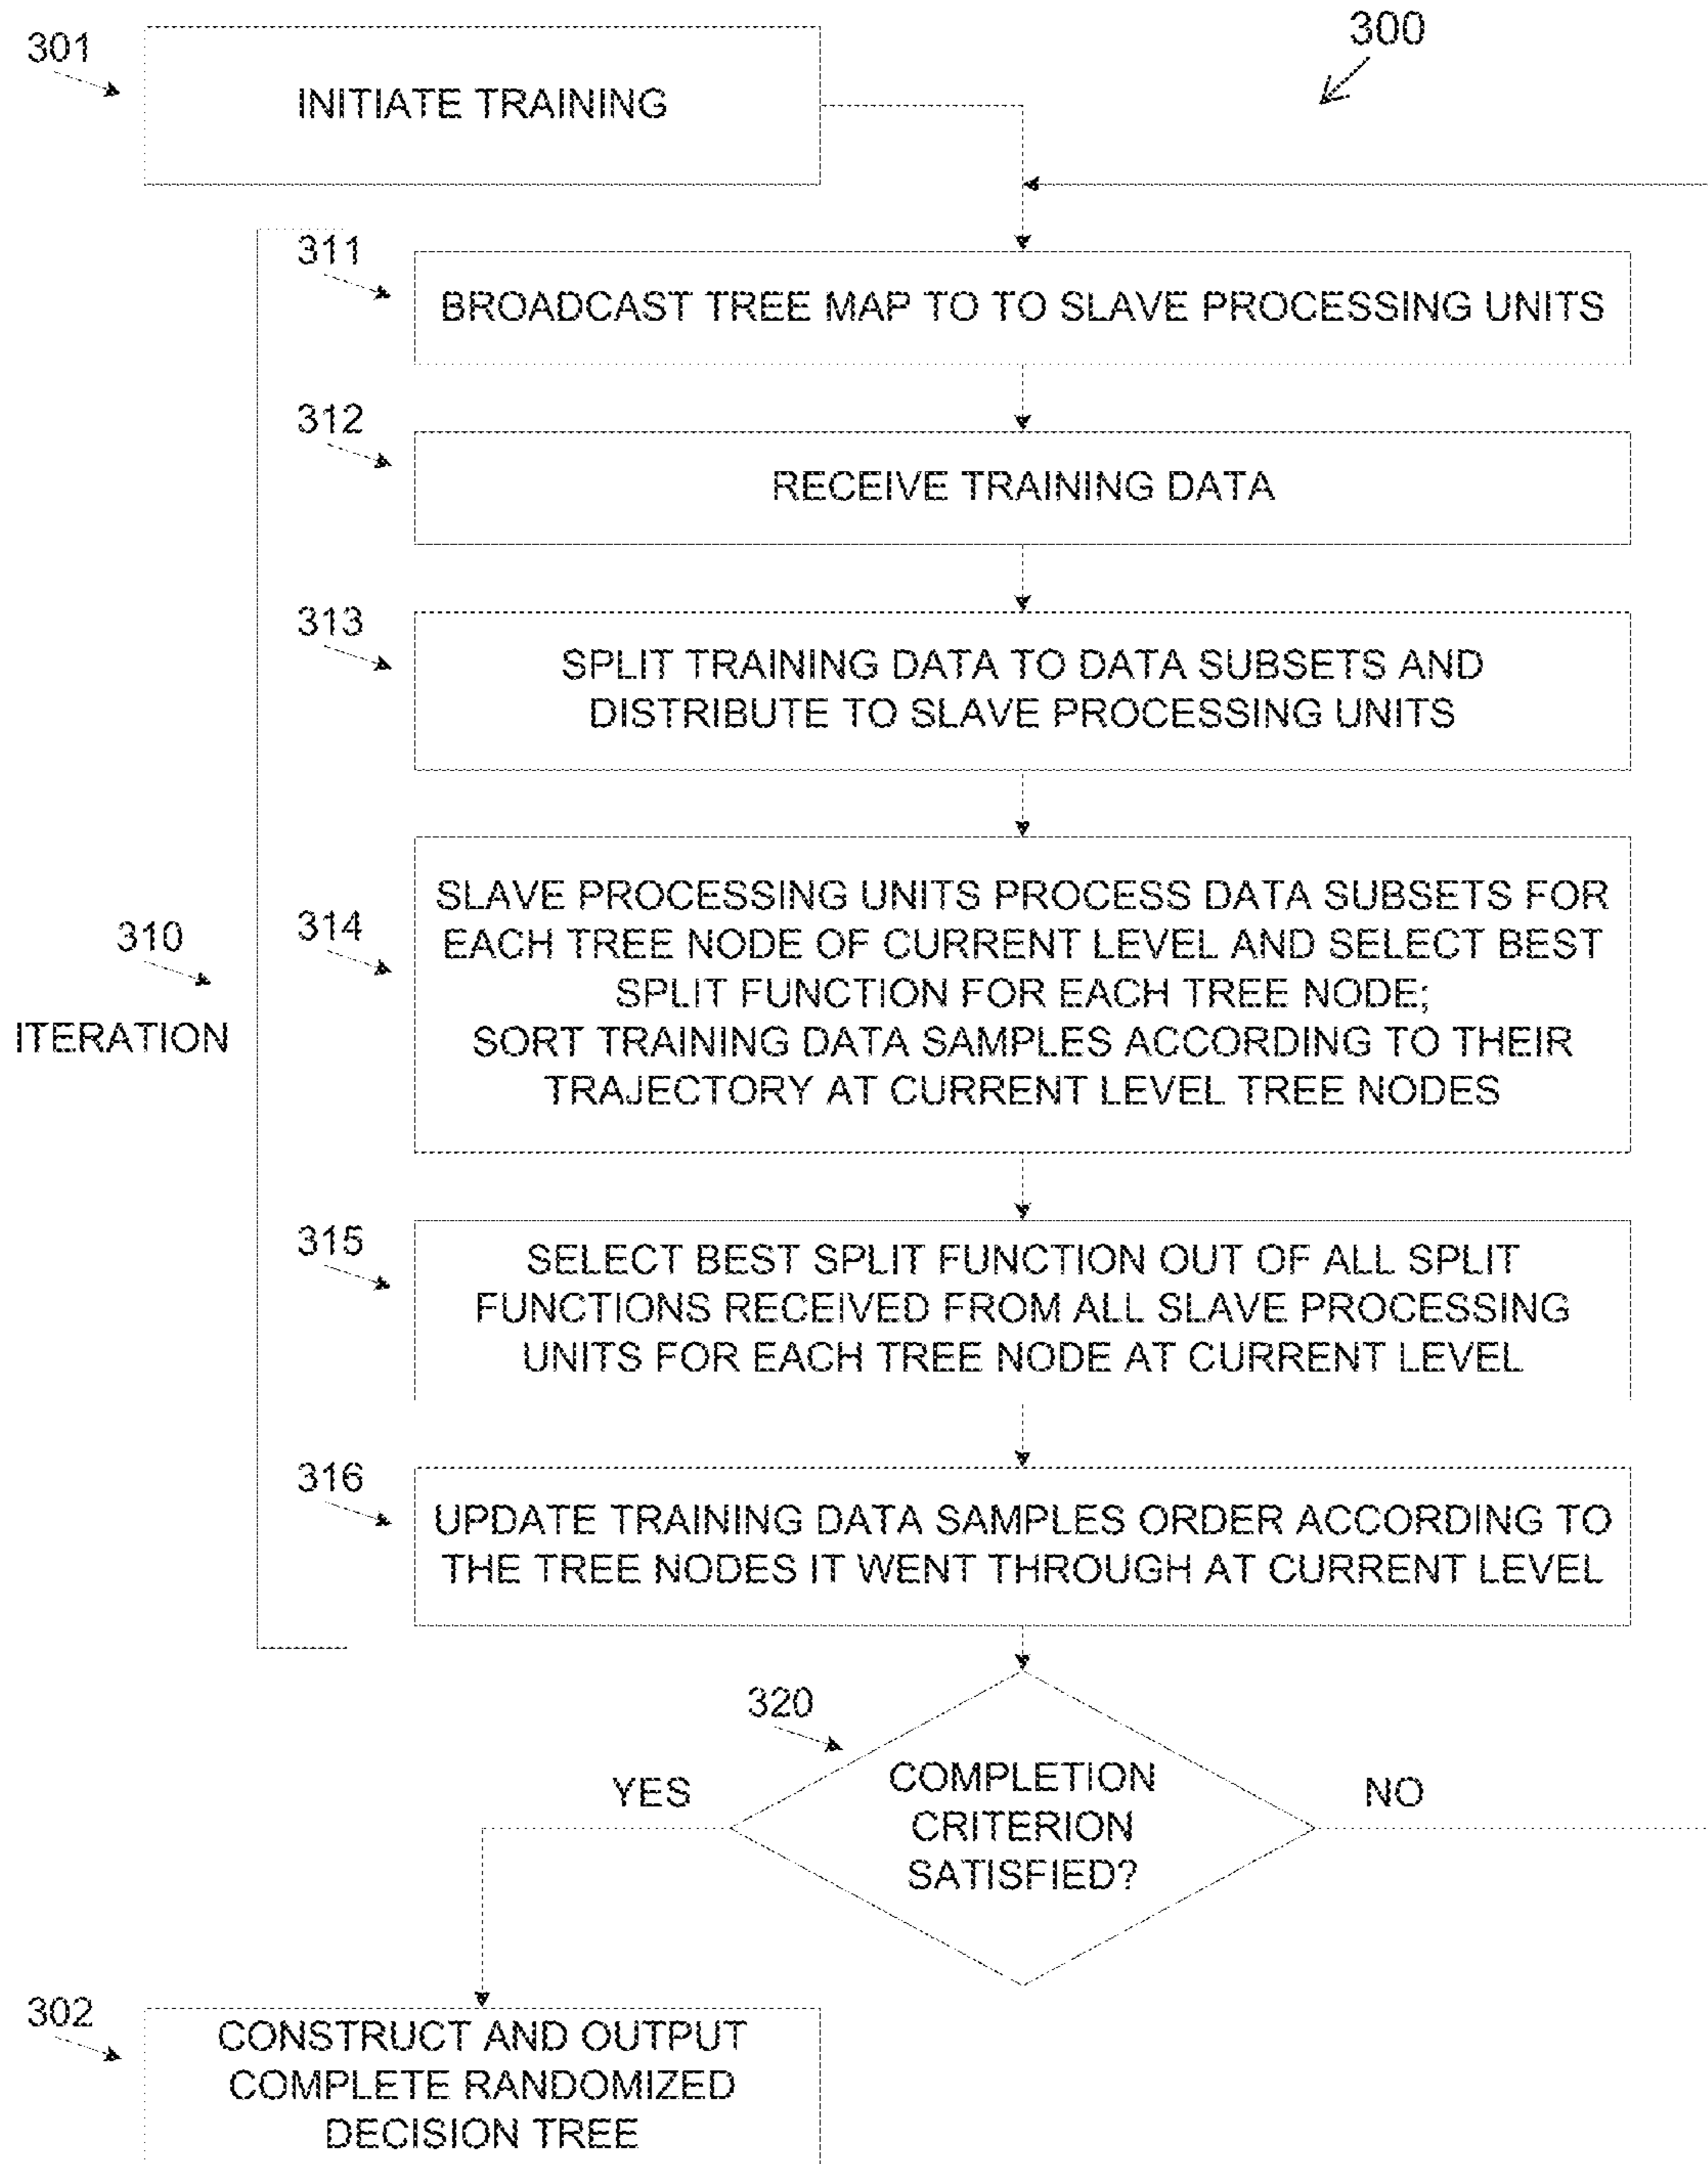 300
301
INITIATE TRAINING
311
BROADCAST TREE MAP TO TO SLAVE PROCESSING UNITS
312
RECEIVE TRAINING DATA
313
SPLIT TRAINING DATA TO DATA SUBSETS AND
DISTRIBUTE TO SLAVE PROCESSING UNITS
310
ITERATION
314
SLAVE PROCESSING UNITS PROCESS DATA SUBSETS FOR
EACH TREE NODE OF CURRENT LEVEL AND SELECT BEST
SPLIT FUNCTION FOR EACH TREE NODE;
SORT TRAINING DATA SAMPLES ACCORDING TO THEIR
TRAJECTORY AT CURRENT LEVEL TREE NODES
315
SELECT BEST SPLIT FUNCTION OUT OF ALL SPLIT
FUNCTIONS RECEIVED FROM ALL SLAVE PROCESSING
UNITS FOR EACH TREE NODE AT CURRENT LEVEL
316
UPDATE TRAINING DATA SAMPLES ORDER ACCORDING TO
THE TREE NODES IT WENT THROUGH AT CURRENT LEVEL
320
COMPLETION
CRITERION
SATISFIED?
YES
NO
302
CONSTRUCT AND OUTPUT
COMPLETE RANDOMIZED
DECISION TREE